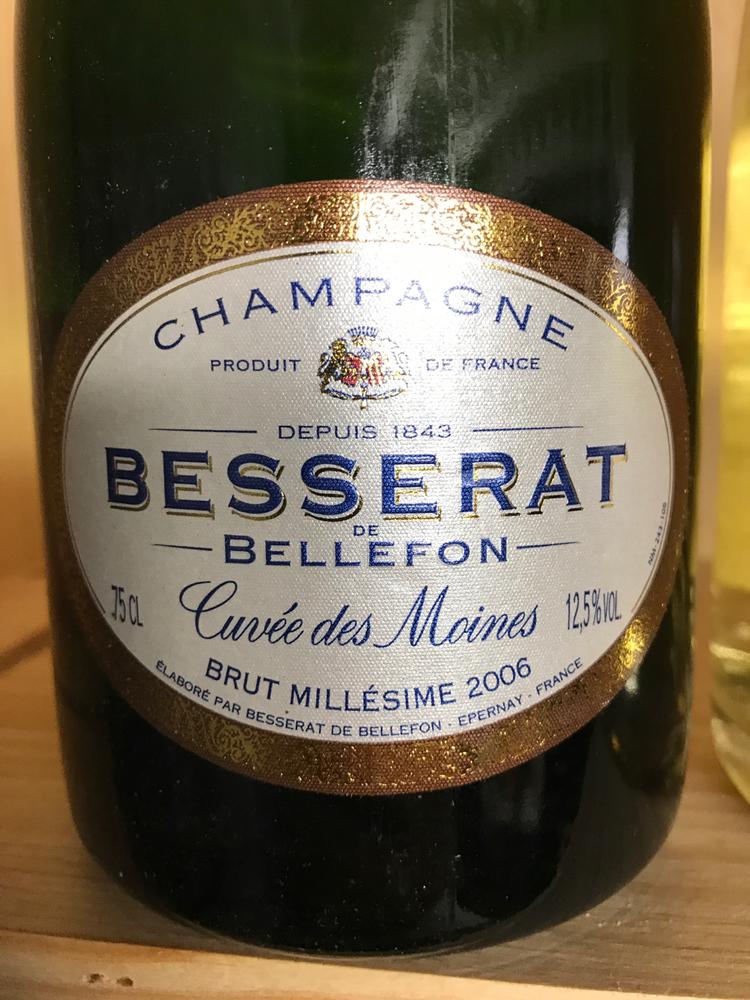 CHAMPAGNE
PRODUIT DE FRANCE
DEPUIS 1843
BESSERAT
DE
BELLEFON
Cuvée des Moines
75 CL 12,5%VOL.
BRUT MILLÉSIME 2006
ÉLABORÉ PAR BESSERAT DE BELLEFON - EPERNAY - FRANCE